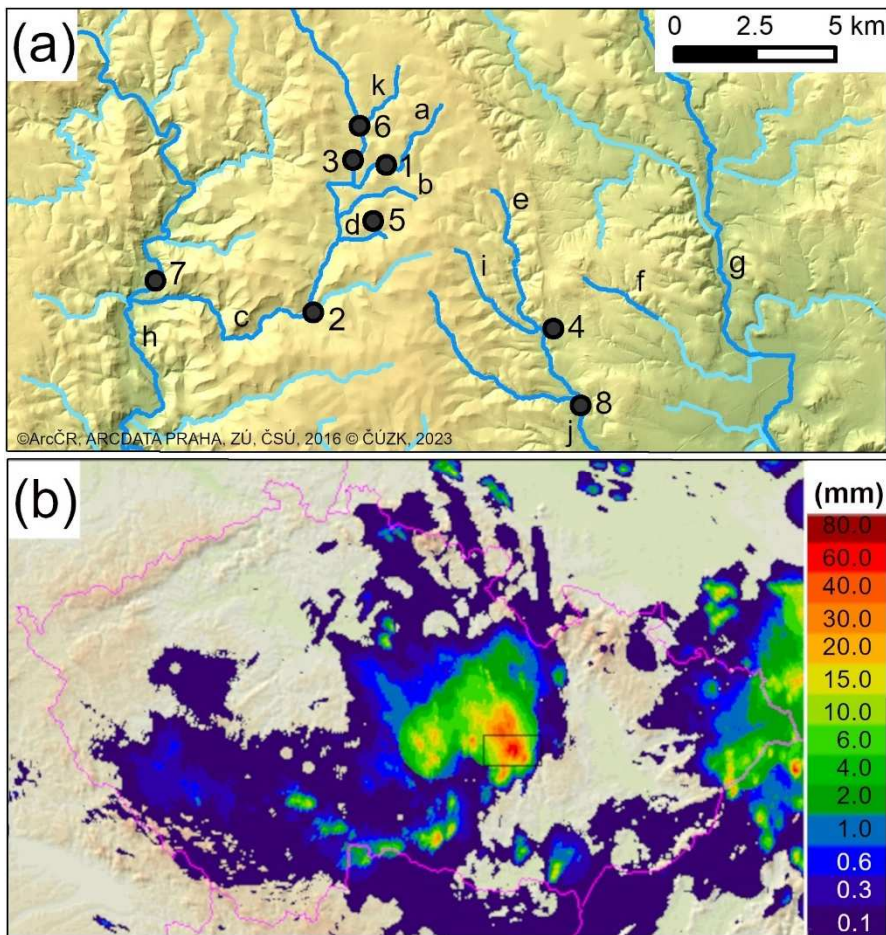 (a)
0 2.5 5 km
k
a
6
3
1
b
e
d
5
i
f
g
7
c
2
4
h
8
j
©ArcČR, ARCDATA PRAHA, ZÚ, ČSÚ, 2016 © ČÚZK, 2023
(b)
(mm)
80.0
60.0
40.0
30.0
20.0
15.0
10.0
6.0
4.0
2.0
1.0
0.6
0.3
0.1